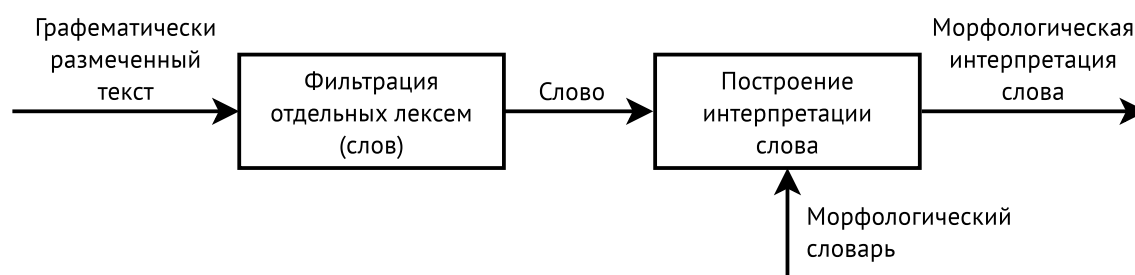 Графематически
размеченный
текст
Фильтрация
отдельных лексем
(слов)
Слово
Построение
интерпретации
слова
Морфологическая
интерпретация
слова
Морфологический
словарь